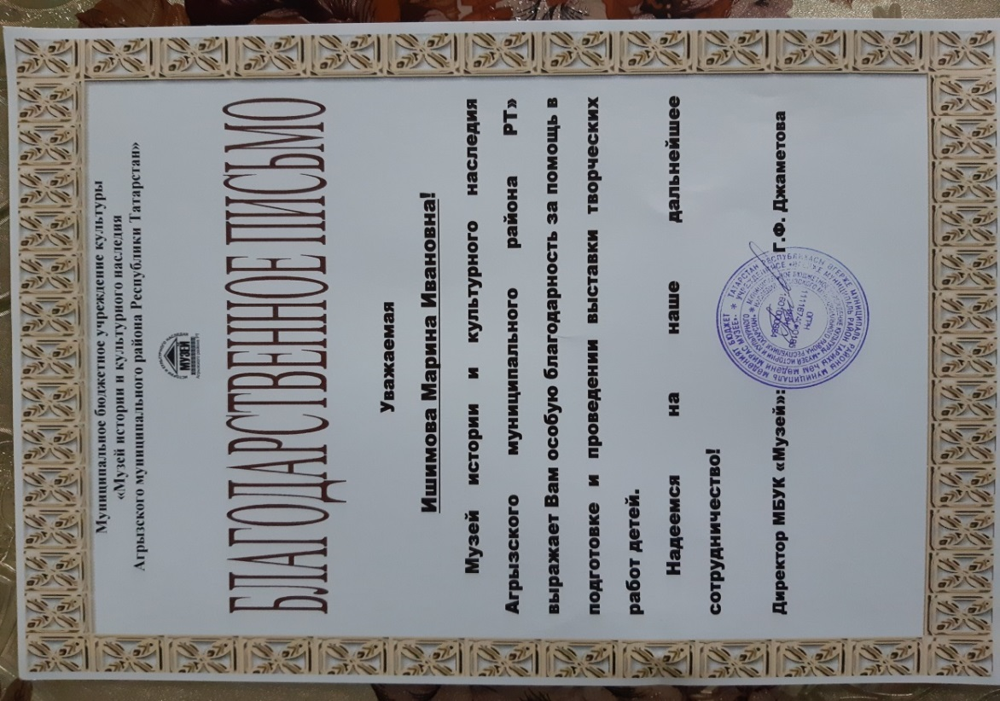 Муниципальное бюджетное учреждение культуры
«Музей истории и культурного наследия
Агрызского муниципального района Республики Татарстан»
МУЗЕЙ
БЛАГОДАРСТВЕННОЕ ПИСЬМО
Уважаемая
Ишимова Марина Ивановна!
Музей истории и культурного наследия
Агрызского муниципального района РТ»
выражает Вам особую благодарность за помощь в
подготовке и проведении выставки творческих
работ детей.
Надеемся на наше дальнейшее
сотрудничество!
Директор МБУК «Музей»: Г.Ф. Джаметова